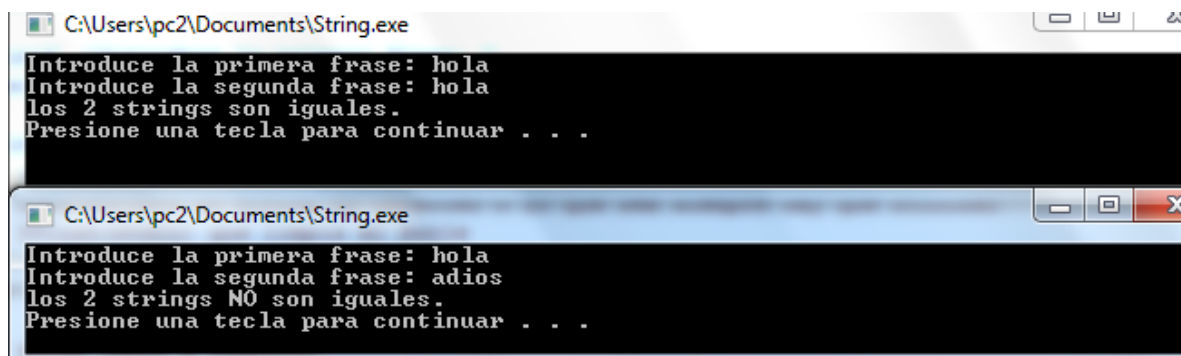 C:\Users\pc2\Documents\String.exe
Introduce la primera frase: hola
Introduce la segunda frase: hola
los 2 strings son iguales.
Presione una tecla para continuar . . .
C:\Users\pc2\Documents\String.exe
Introduce la primera frase: hola
Introduce la segunda frase: adios
los 2 strings NO son iguales.
Presione una tecla para continuar . . .